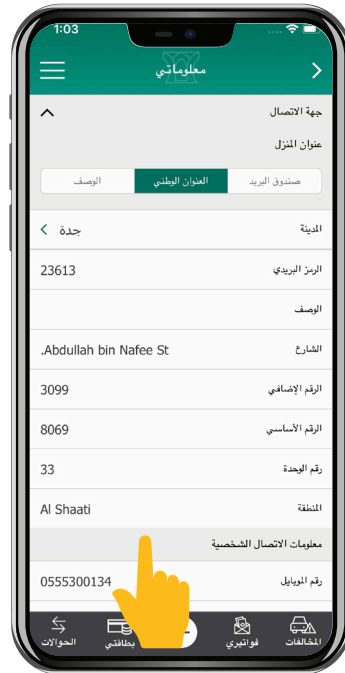 1:03
معلوماتي
جهة الاتصال
عنوان المنزل
صندوق البريد العنوان الوطني الوصف
المدينة جدة
الرمز البريدي 23613
الوصف
الشارع Abdullah bin Nafee St.
الرقم الإضافي 3099
الرقم الأساسي 8069
رقم الوحدة 33
المنطقة Al Shaati
معلومات الاتصال الشخصية
رقم الموبايل 0555300134
المخالفات فواتيري بطاقتي الحوالات